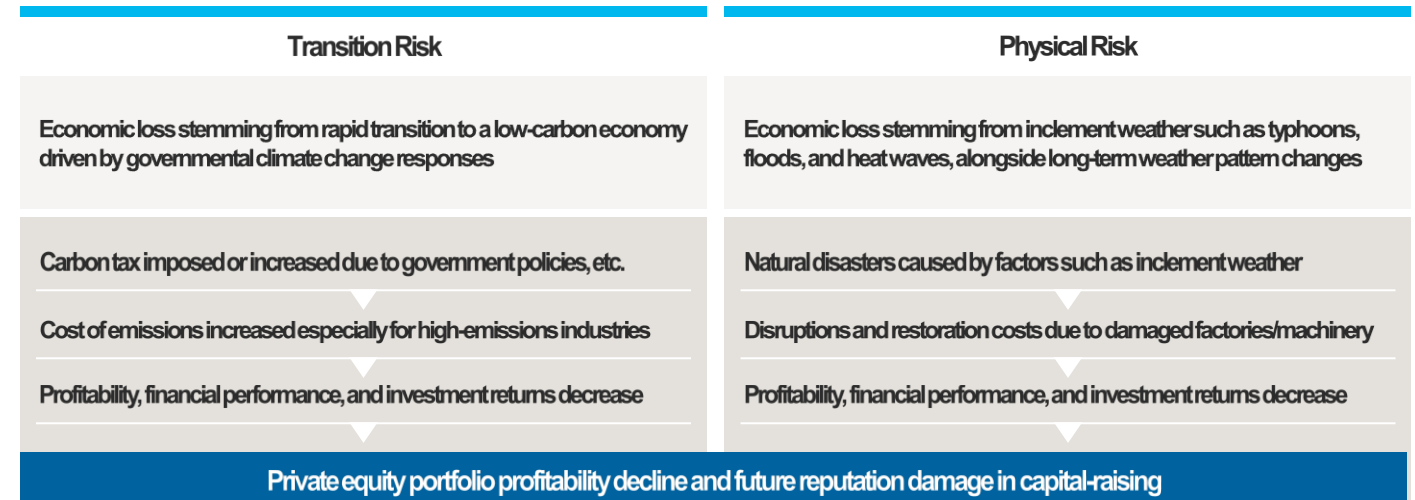 Transition Risk
Economic loss stemming from rapid transition to a low-carbon economy
driven by governmental climate change responses
Carbon tax imposed or increased due to government policies, etc.
Cost of emissions increased especially for high-emissions industries
Profitability, financial performance, and investment returns decrease
Physical Risk
Economic loss stemming from inclement weather such as typhoons,
floods, and heat waves, alongside long-term weather pattern changes
Natural disasters caused by factors such as inclement weather
Disruptions and restoration costs due to damaged factories/machinery
Profitability, financial performance, and investment returns decrease
Private equity portfolio profitability decline and future reputation damage in capital-raising